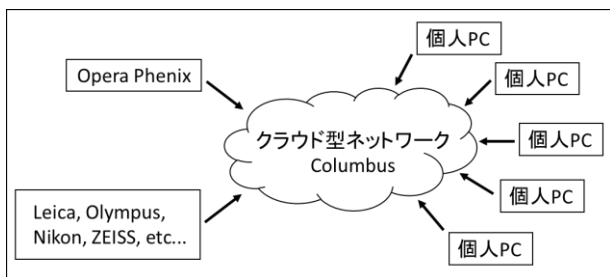 個人PC
Opera Phenix
個人PC
クラウド型ネットワーク
Columbus
個人PC
個人PC
Leica, Olympus,
Nikon, ZEISS, etc...
個人PC